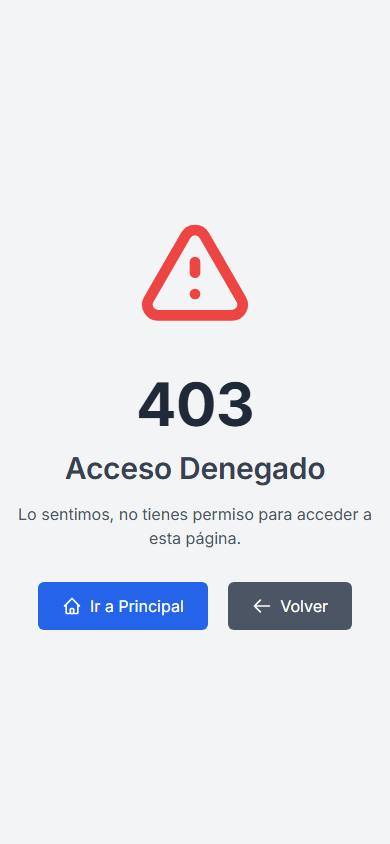 403
Acceso Denegado
Lo sentimos, no tienes permiso para acceder a
esta página.
Ir a Principal
Volver